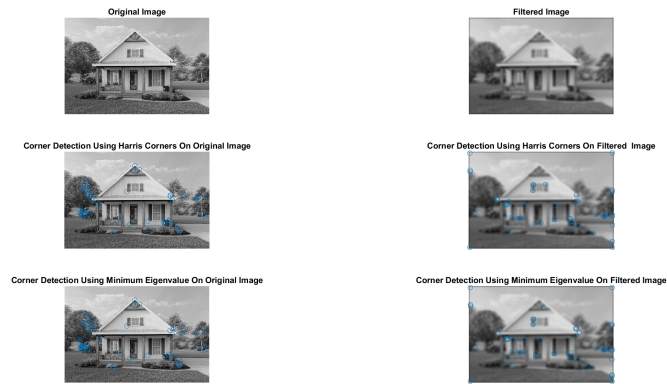 Original Image
Filtered Image
Corner Detection Using Harris Corners On Original Image
Corner Detection Using Harris Corners On Filtered  Image
Corner Detection Using Minimum Eigenvalue On Original Image
Corner Detection Using Minimum Eigenvalue On Filtered Image